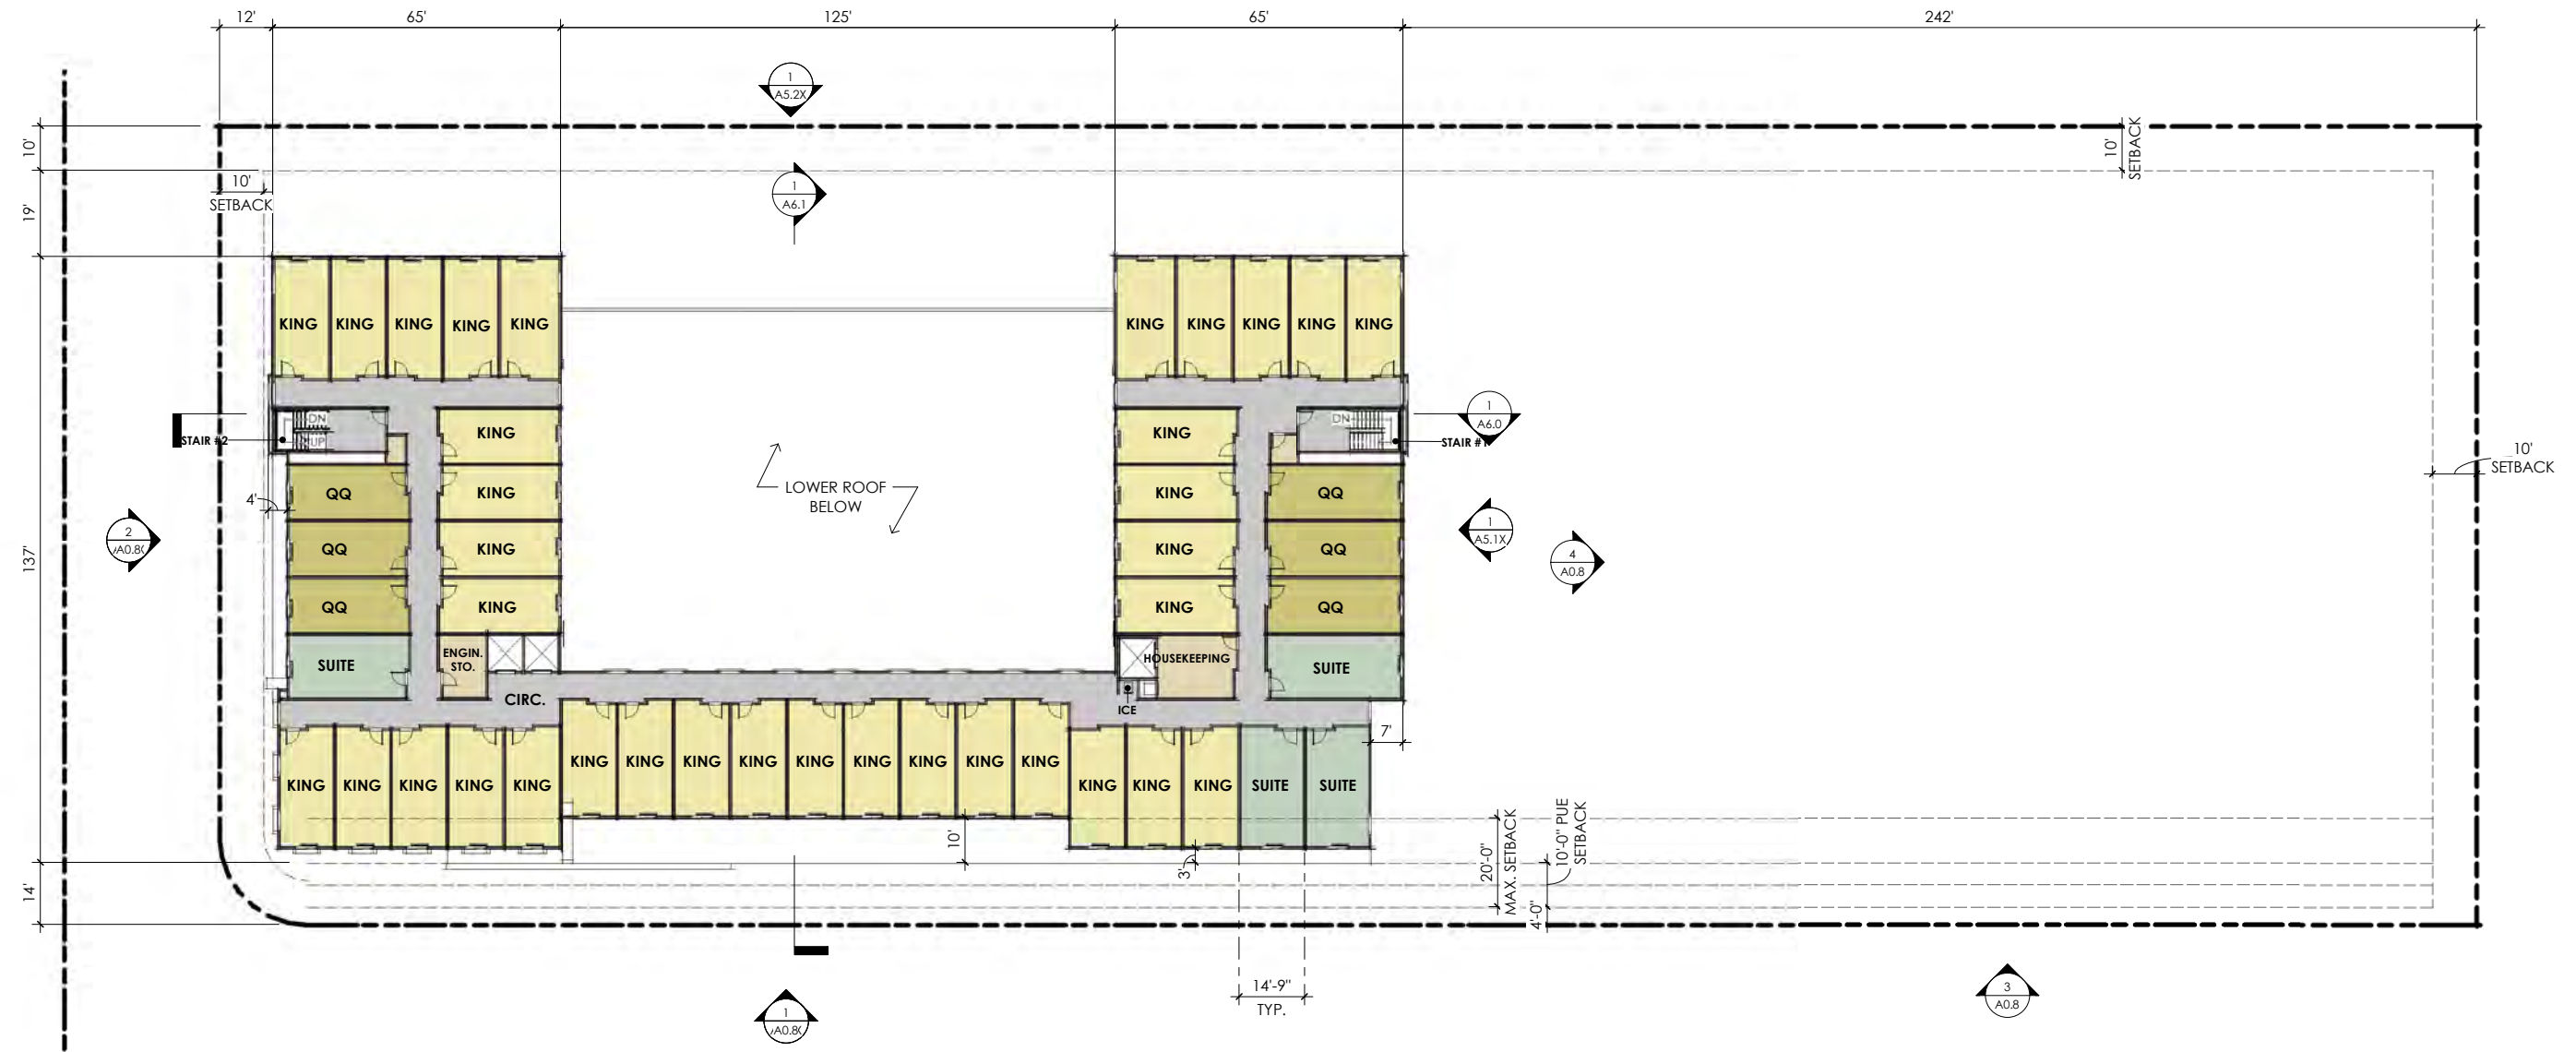 12' 65' 125' 65' 242'
1
A5.2X
10'
10'
SETBACK
10'
SETBACK
1
A6.1
19'
KING KING KING KING KING
KING KING KING KING KING
DN
UP
STAIR #2
KING
KING
DN
1
A6.0
STAIR #1
10'
SETBACK
LOWER ROOF
BELOW
4'
QQ KING KING QQ
2
1
A5.1X
QQ KING KING QQ
4
A0.8
137'
QQ KING KING QQ
SUITE
ENGIN.
STO.
HOUSEKEEPING
SUITE
CIRC.
ICE
7'
KING KING KING KING KING
KING KING KING KING KING KING KING KING KING
KING KING KING SUITE SUITE
10'
3'
20'-0"
MAX. SETBACK
10'-0" PUE
SETBACK
4'-0"
14'
14'-9"
TYP.
1
3
A0.8